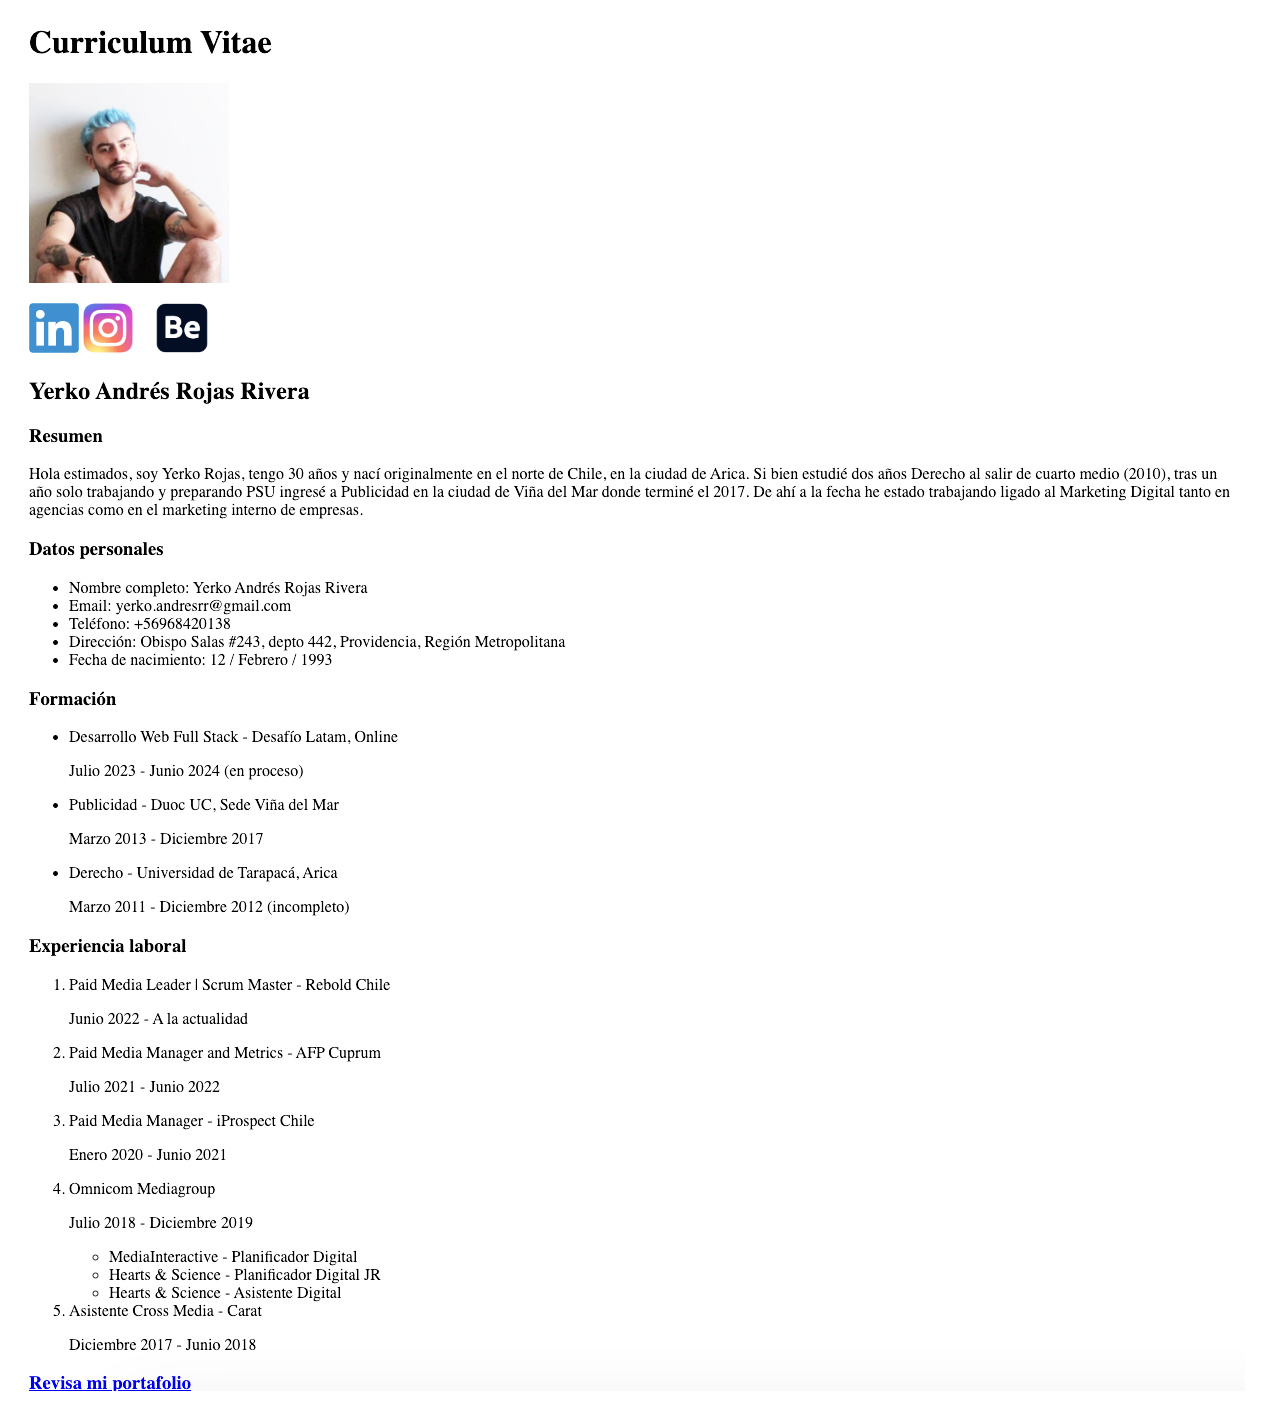 Curriculum Vitae
in
Be
Yerko Andrés Rojas Rivera
Resumen
Hola estimados, soy Yerko Rojas, tengo 30 años y nací originalmente en el norte de Chile, en la ciudad de Arica. Si bien estudié dos años Derecho al salir de cuarto medio (2010), tras un
año solo trabajando y preparando PSU ingresé a Publicidad en la ciudad de Viña del Mar donde terminé el 2017. De ahí a la fecha he estado trabajando ligado al Marketing Digital tanto en
agencias como en el marketing interno de empresas.
Datos personales
• Nombre completo: Yerko Andrés Rojas Rivera
• Email: yerko.andresrr@gmail.com
• Teléfono: +56968420138
• Dirección: Obispo Salas #243, depto 442, Providencia, Región Metropolitana
• Fecha de nacimiento: 12 / Febrero / 1993
Formación
• Desarrollo Web Full Stack - Desafío Latam, Online
Julio 2023 - Junio 2024 (en proceso)
• Publicidad - Duoc UC, Sede Viña del Mar
Marzo 2013 - Diciembre 2017
• Derecho - Universidad de Tarapacá, Arica
Marzo 2011 - Diciembre 2012 (incompleto)
Experiencia laboral
1. Paid Media Leader | Scrum Master - Rebold Chile
Junio 2022 - A la actualidad
2. Paid Media Manager and Metrics - AFP Cuprum
Julio 2021 - Junio 2022
3. Paid Media Manager - iProspect Chile
Enero 2020 - Junio 2021
4. Omnicom Mediagroup
Julio 2018 - Diciembre 2019
◦ MediaInteractive - Planificador Digital
◦ Hearts & Science - Planificador Digital JR
◦ Hearts & Science - Asistente Digital
5. Asistente Cross Media - Carat
Diciembre 2017 - Junio 2018
Revisa mi portafolio